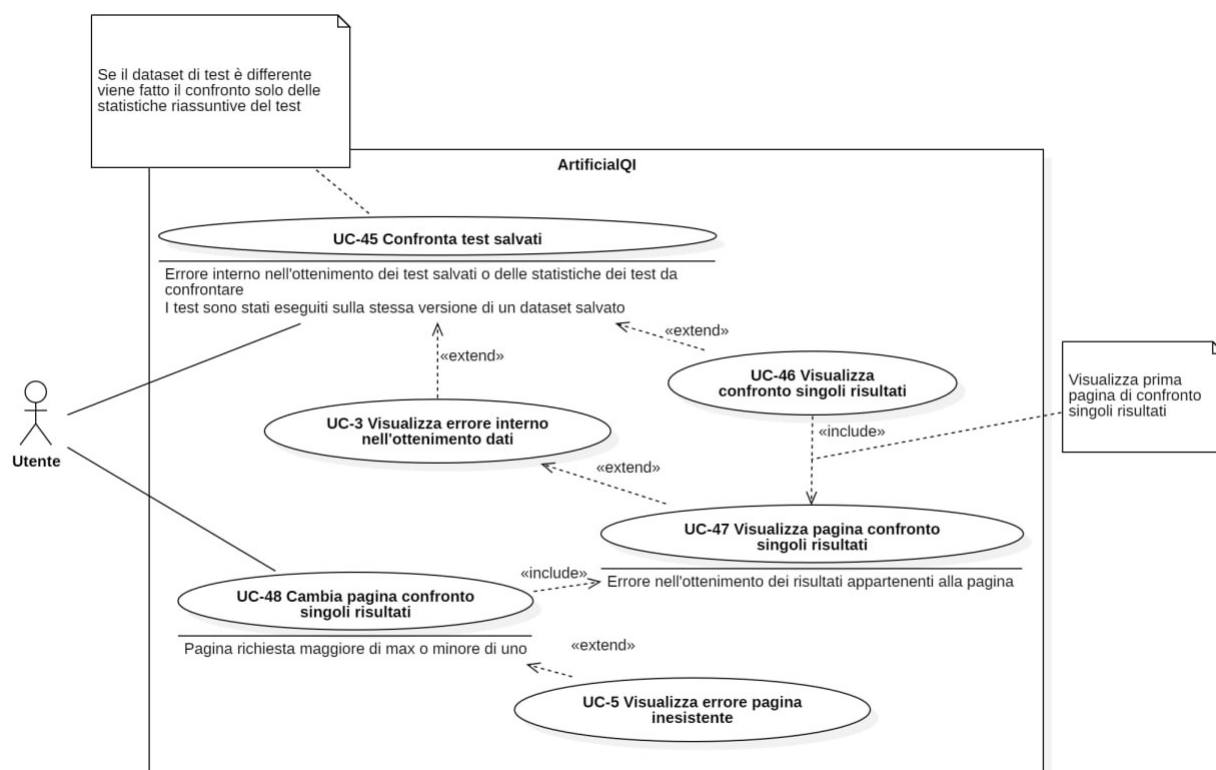 Se il dataset di test è differente
viene fatto il confronto solo delle
statistiche riassuntive del test
ArtificialQI
UC-45 Confronta test salvati
Errore interno nell'ottenimento dei test salvati o delle statistiche dei test da
confrontare
I test sono stati eseguiti sulla stessa versione di un dataset salvato
«extend»
«extend»
UC-46 Visualizza
confronto singoli risultati
Visualizza prima
pagina di confronto
singoli risultati
UC-3 Visualizza errore interno
nell'ottenimento dati
«include»
Utente
«extend»
UC-47 Visualizza pagina confronto
singoli risultati
«include»
Errore nell'ottenimento dei risultati appartenenti alla pagina
UC-48 Cambia pagina confronto
singoli risultati
Pagina richiesta maggiore di max o minore di uno
«extend»
UC-5 Visualizza errore pagina
inesistente